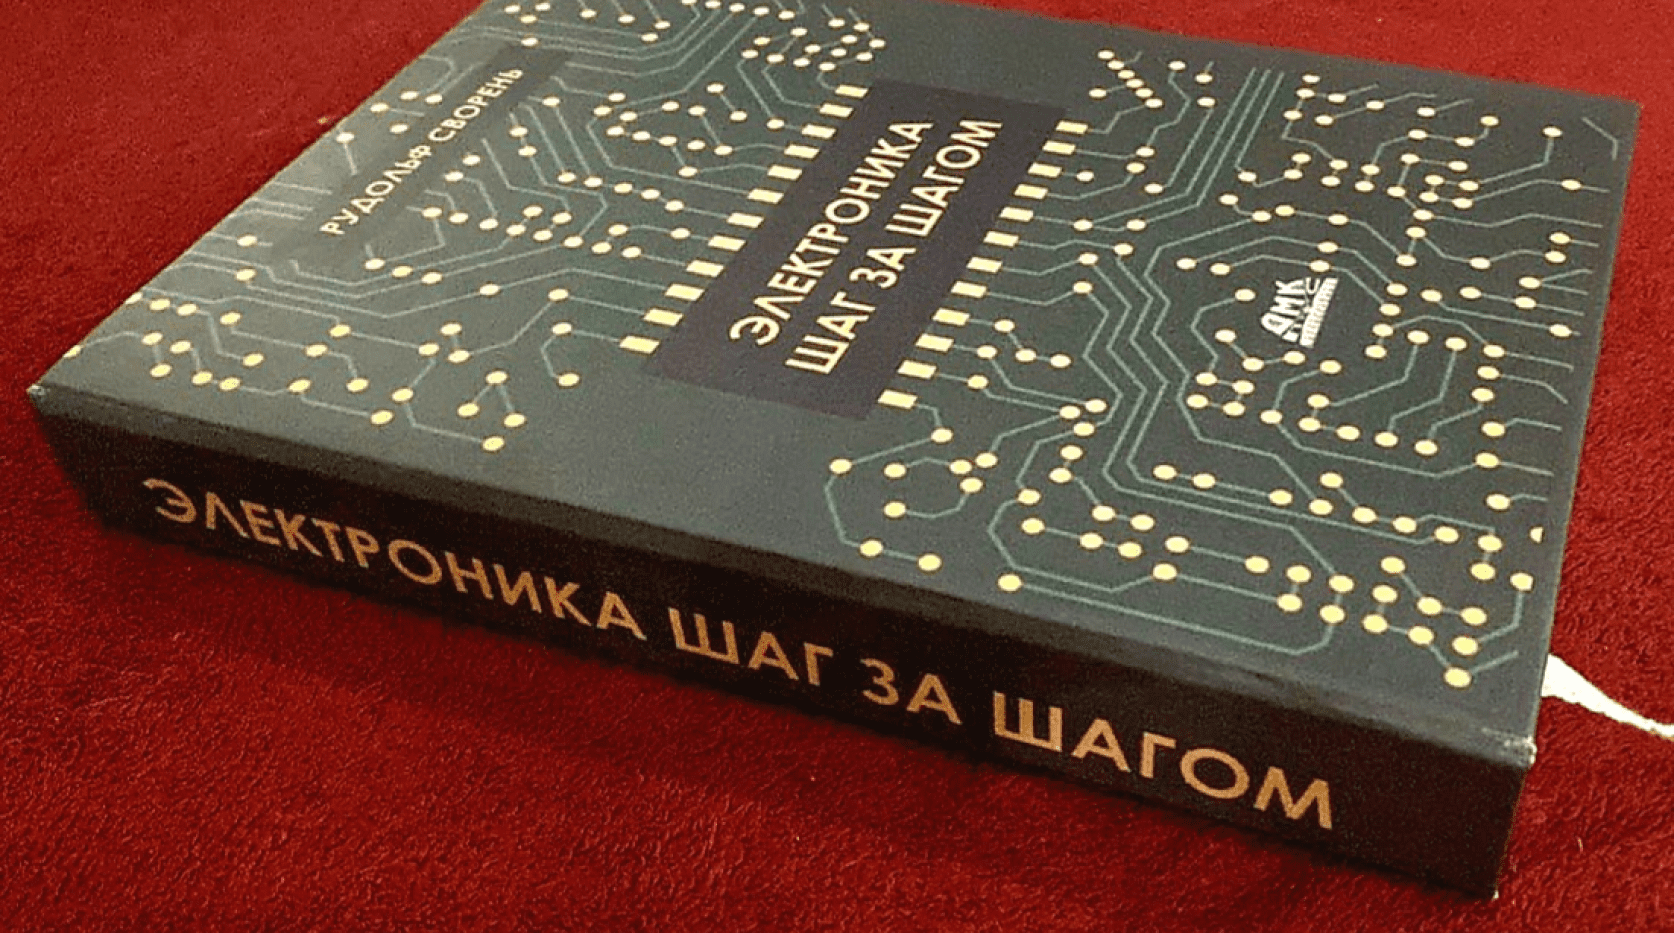 РУДОЛЬФ СВОРЕНЬ
ЭЛЕКТРОНИКА
ШАГ ЗА ШАГОМ
ДМК
ЭЛЕКТРОНИКА ШАГ ЗА ШАГОМ